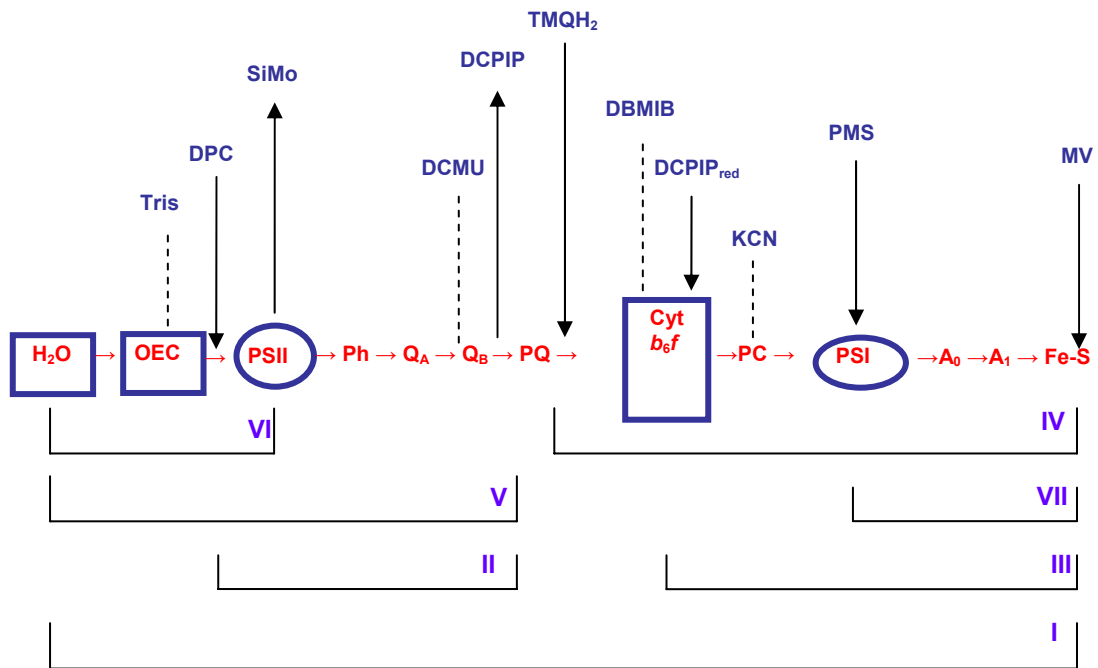 TMQH₂
DCPIP
SiMo
DBMIB
PMS
DPC
DCMU
DCPIPred
MV
Tris
KCN
H₂O → OEC → PSII → Ph → QA → QB → PQ → Cyt b₆f → PC → PSI → A₀ → A₁ → Fe-S
VI
IV
V
VII
II
III
I